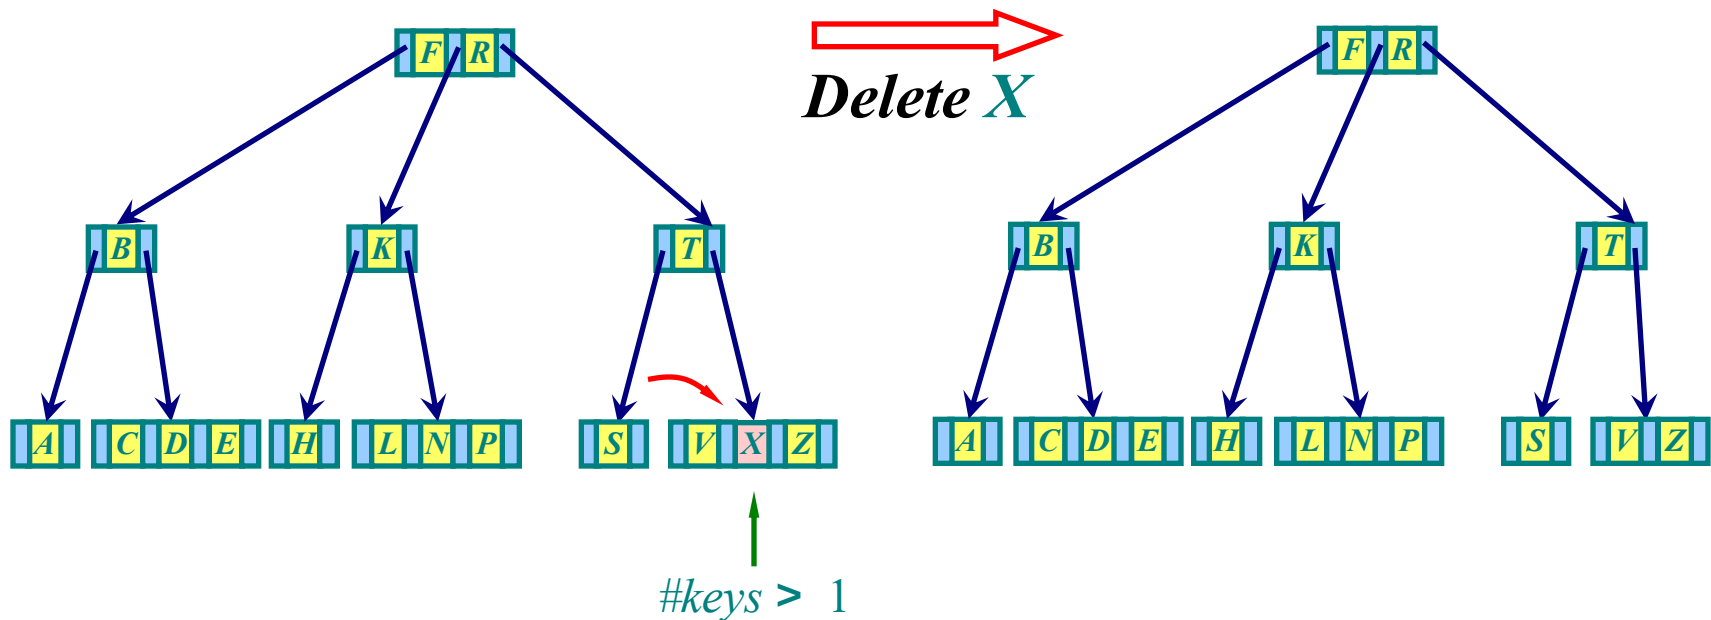 F R
F R
Delete X
B K T
B K T
A C D E H L N P S V X Z
A C D E H L N P S V Z
#keys > 1